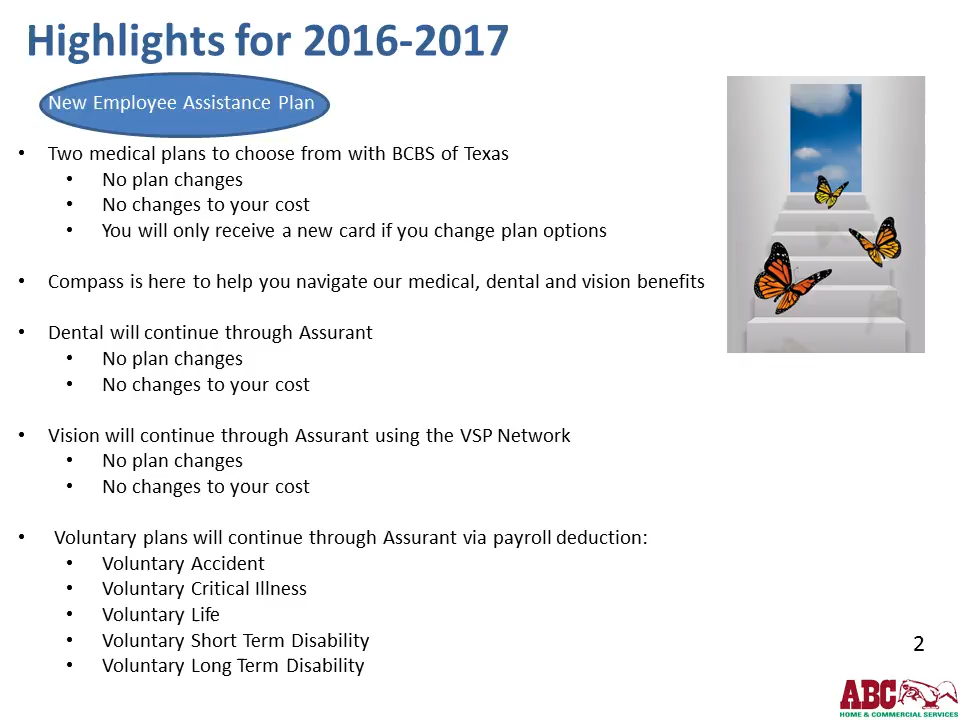 Highlights for 2016-2017
New Employee Assistance Plan
• Two medical plans to choose from with BCBS of Texas
• No plan changes
• No changes to your cost
• You will only receive a new card if you change plan options
• Compass is here to help you navigate our medical, dental and vision benefits
• Dental will continue through Assurant
• No plan changes
• No changes to your cost
• Vision will continue through Assurant using the VSP Network
• No plan changes
• No changes to your cost
• Voluntary plans will continue through Assurant via payroll deduction:
• Voluntary Accident
• Voluntary Critical Illness
• Voluntary Life
• Voluntary Short Term Disability
• Voluntary Long Term Disability
2
ABC
HOME & COMMERCIAL SERVICES